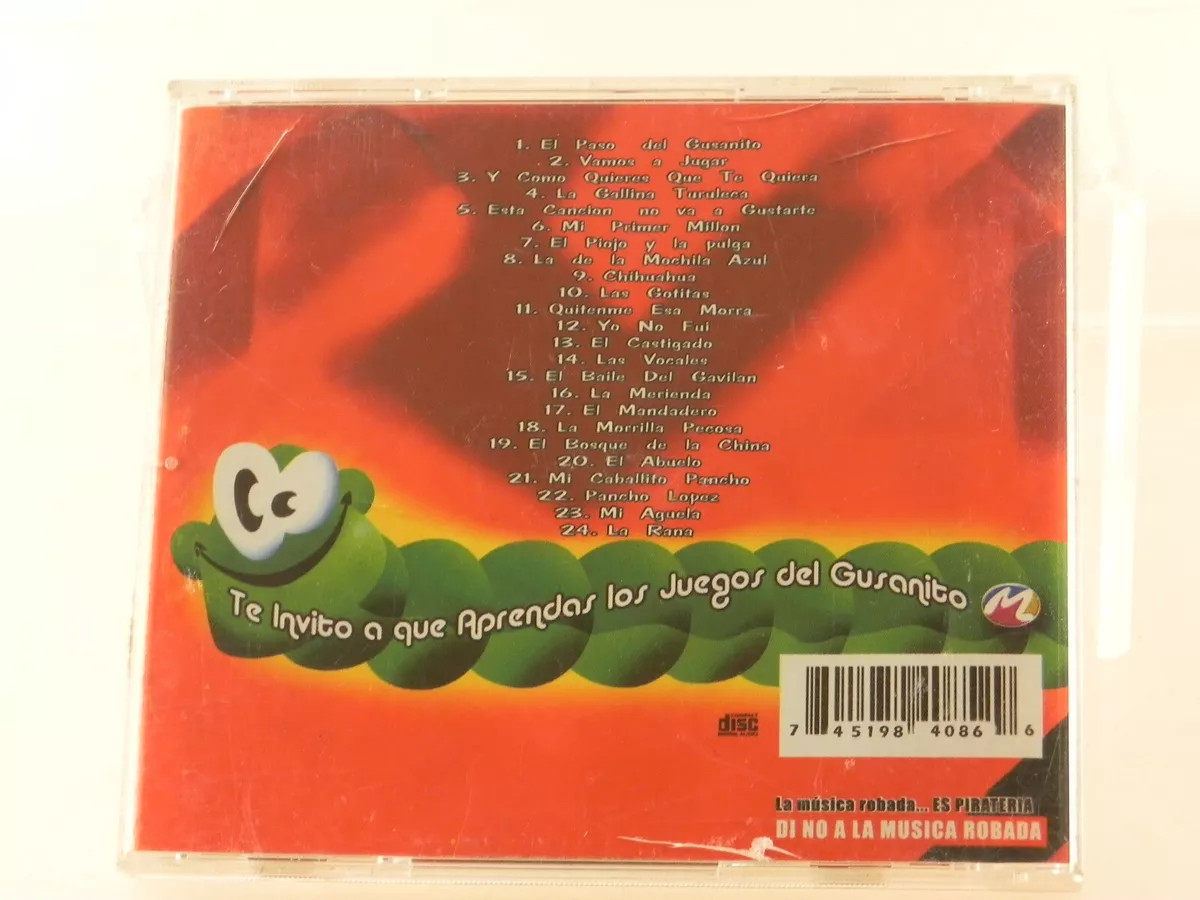 1. El Paso del Gusanito
2. Vamos a Jugar
3. Y Como Quieres Que Te Quiera
4. La Gallina Turuleca
5. Esta Cancion no va a Gustarte
6. Mi Primer Millon
7. El Piojo y la pulga
8. La de la Mochila Azul
9. Chihuahua
10. Las Gotitas
11. Quitenme Esa Morra
12. Yo No Fui
13. El Castigado
14. Las Vocales
15. El Baile Del Gavilan
16. La Merienda
17. El Mandadero
18. La Morrilla Pecosa
19. El Bosque de la China
20. El Abuelo
21. Mi Caballito Pancho
22. Pancho Lopez
23. Mi Aguela
24. La Rana
Te Invito a que Aprendas los Juegos del Gusanito
M
COMPACT
disc
DIGITAL AUDIO
7 45198 4086 6
La música robada... ES PIRATERIA
DI NO A LA MUSICA ROBADA